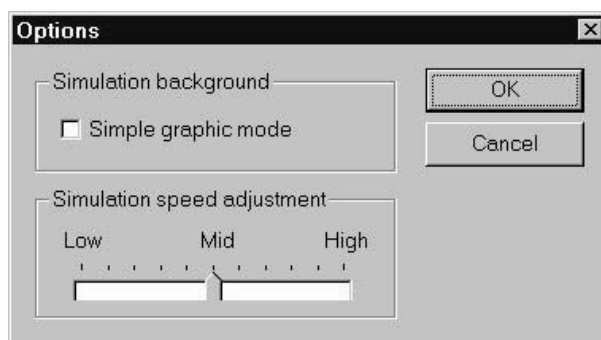 Options
Simulation background
Simple graphic mode
OK
Cancel
Simulation speed adjustment
Low Mid High